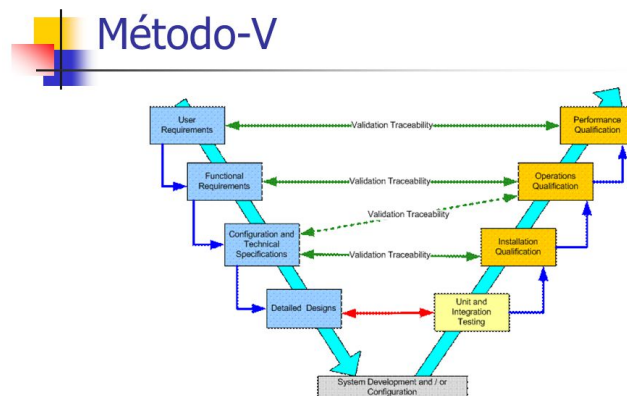 Método-V
User
Requirements
Validation Traceability
Performance
Qualification
Functional
Requirements
Validation Traceability
Operations
Qualification
Validation Traceability
Configuration and
Technical
Specifications
Validation Traceability
Installation
Qualification
Detailed Designs
Unit and
Integration
Testing
System Development and / or
Configuration